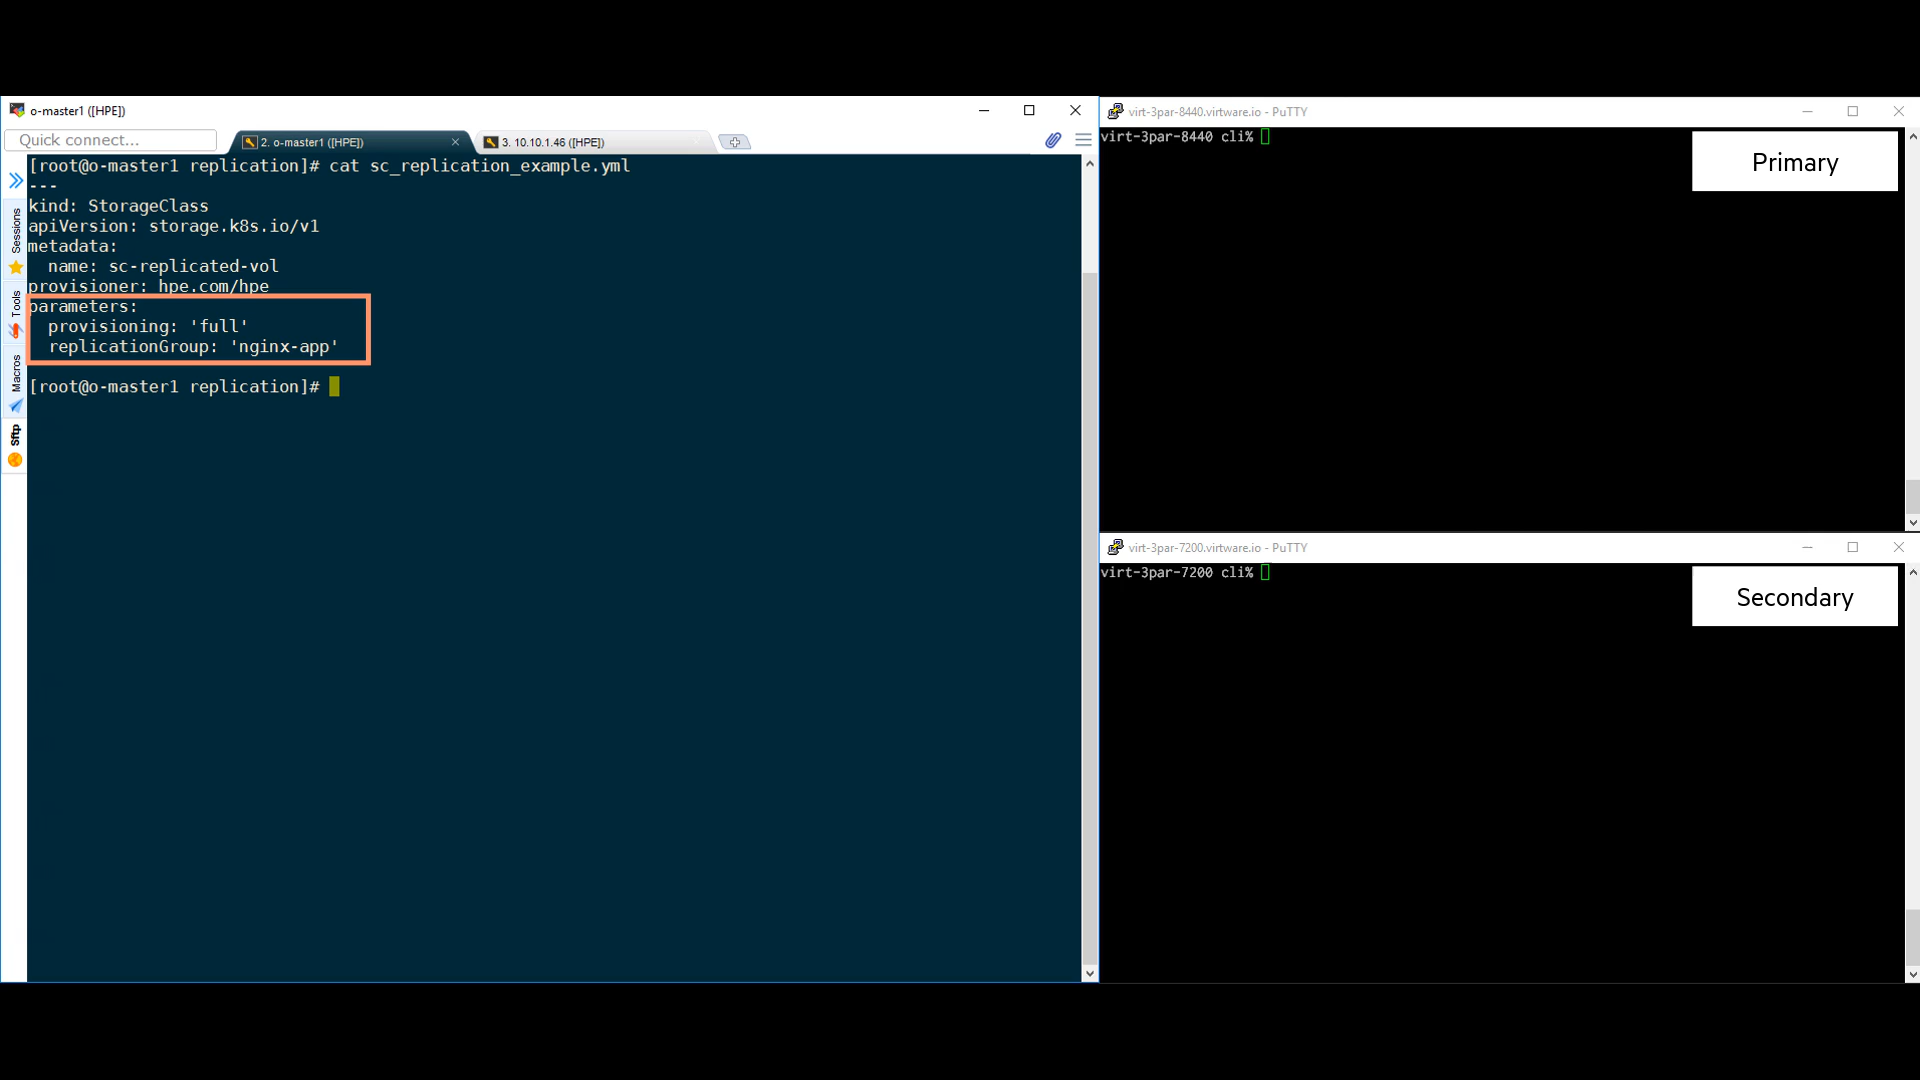 o-master1 ([HPE])
Quick connect...
2. o-master1 ([HPE])
3. 10.10.1.46 ([HPE])
Sessions
Tools
Macros
Sftp
[root@o-master1 replication]# cat sc_replication_example.yml
---
kind: StorageClass
apiVersion: storage.k8s.io/v1
metadata:
  name: sc-replicated-vol
provisioner: hpe.com/hpe
parameters:
  provisioning: 'full'
  replicationGroup: 'nginx-app'
[root@o-master1 replication]#
virt-3par-8440.virtware.io - PuTTY
virt-3par-8440 cli%
Primary
virt-3par-7200.virtware.io - PuTTY
virt-3par-7200 cli%
Secondary